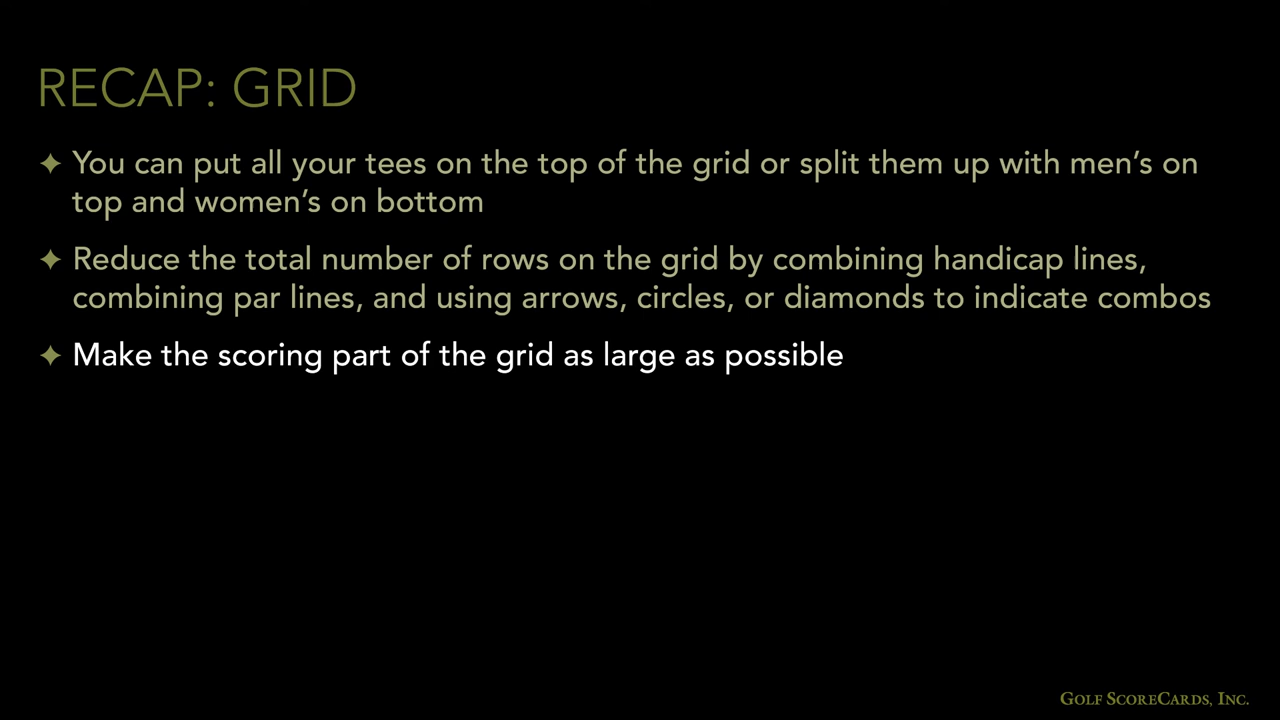 RECAP: GRID
You can put all your tees on the top of the grid or split them up with men’s on
top and women’s on bottom
Reduce the total number of rows on the grid by combining handicap lines,
combining par lines, and using arrows, circles, or diamonds to indicate combos
Make the scoring part of the grid as large as possible
Golf ScoreCards, Inc.